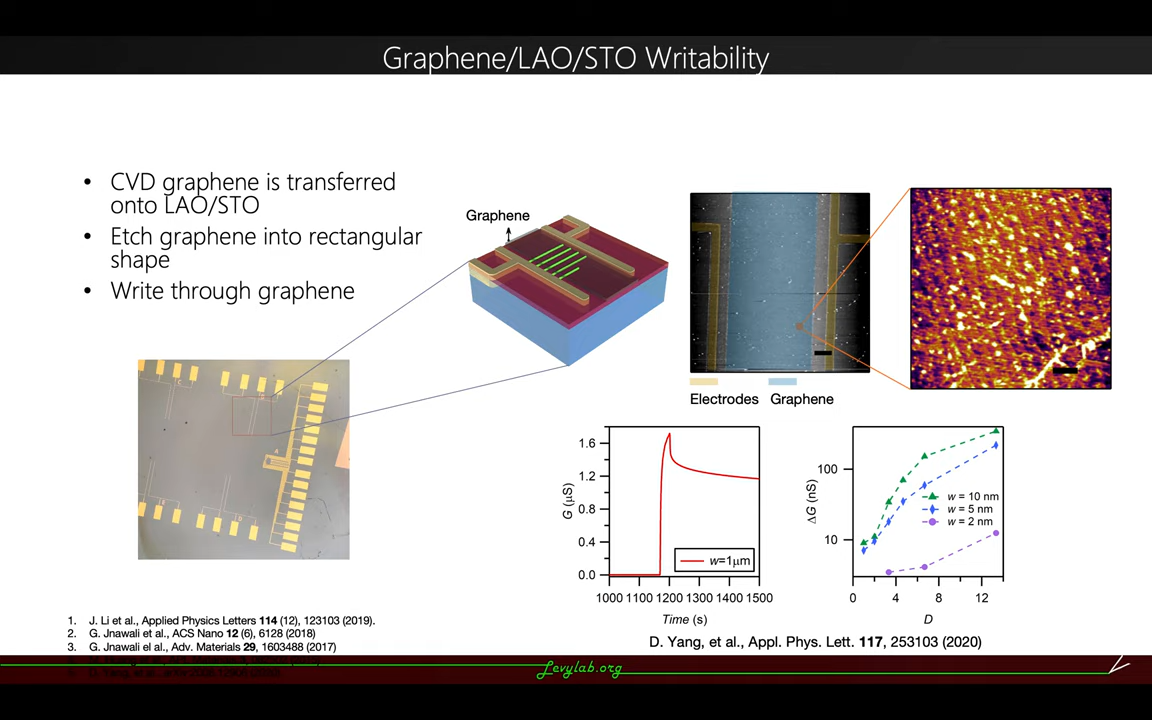 Graphene/LAO/STO Writability
• CVD graphene is transferred
onto LAO/STO
• Etch graphene into rectangular
shape
• Write through graphene
Graphene
Electrodes Graphene
G (μS)
1.6
1.2
0.8
0.4
0.0
w=1μm
1000 1100 1200 1300 1400 1500
Time (s)
ΔG (nS)
100
10
w = 10 nm
w = 5 nm
w = 2 nm
0 4 8 12
D
D. Yang, et al., Appl. Phys. Lett. 117, 253103 (2020)
1. J. Li et al., Applied Physics Letters 114 (12), 123103 (2019).
2. G. Jnawali et al., ACS Nano 12 (6), 6128 (2018)
3. G. Jnawali el al., Adv. Materials 29, 1603488 (2017)
Levylab.org